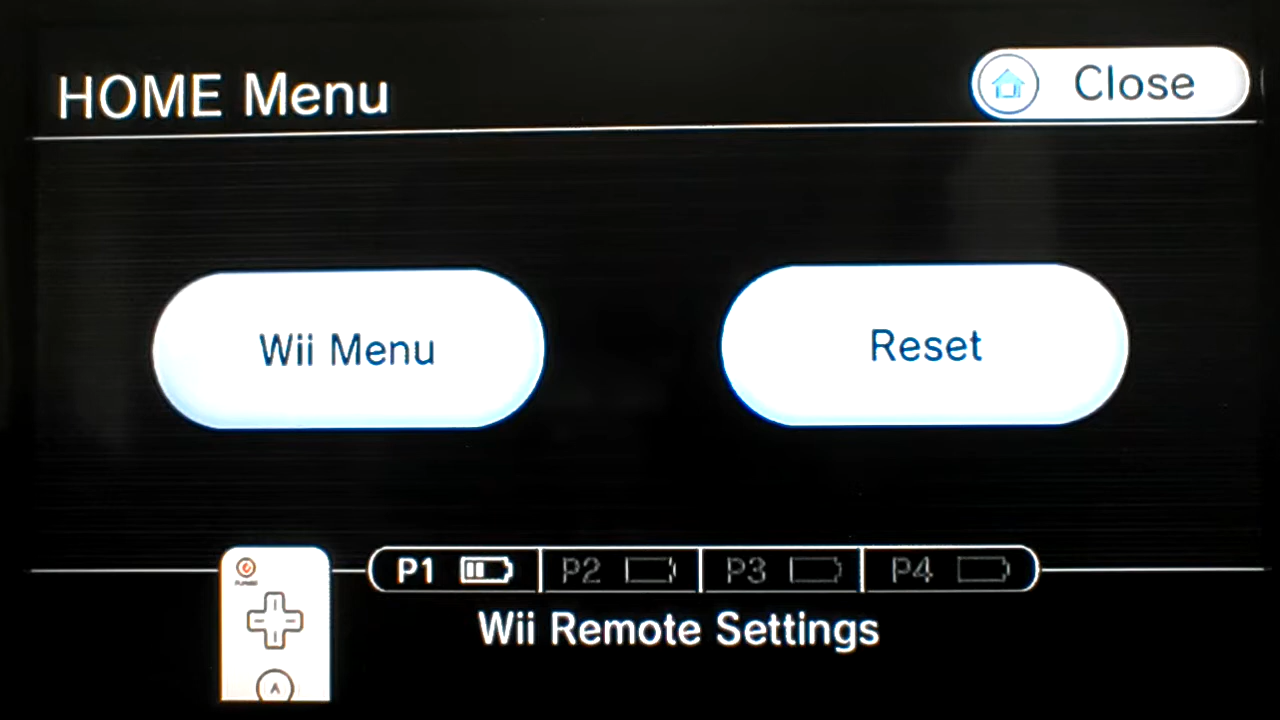 HOME Menu
Close
Wii Menu
Reset
P1 P2 P3 P4
Wii Remote Settings
A